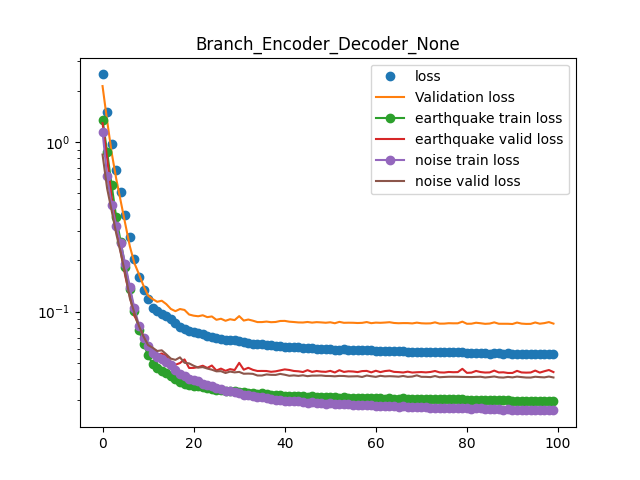 Branch_Encoder_Decoder_None
loss
Validation loss
earthquake train loss
earthquake valid loss
noise train loss
noise valid loss
10⁰
10⁻¹
0 20 40 60 80 100